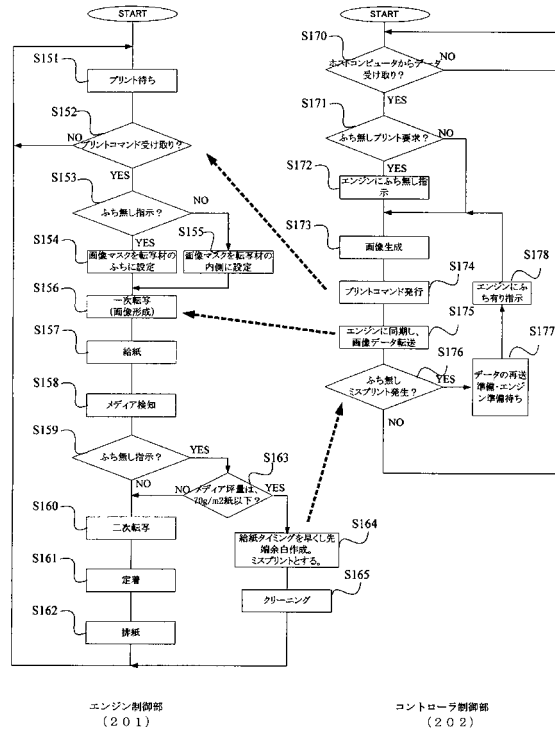 START
S151
プリント待ち
S152
プリントコマンド受け取り？
NO
YES
S153
ふち無し指示？
NO
YES
S154
画像マスクを転写材の
ふちに設定
S155
画像マスクを転写材の
内側に設定
S156
一次転写
(画像形成)
S157
給紙
S158
メディア検知
S159
ふち無し指示？
YES
NO
S163
メディア坪量は、
70g/m2紙以下？
NO
YES
S160
二次転写
S164
給紙タイミングを早くし先
端余白作成。
ミスプリントとする。
S161
定着
S165
クリーニング
S162
排紙
エンジン制御部
（２０１）
START
S170
ホストコンピュータからデータ
受け取り？
NO
YES
S171
ふち無しプリント要求？
NO
YES
S172
エンジンにふち無し指
示
S173
画像生成
S174
プリントコマンド発行
S175
エンジンに同期し、
画像データ転送
S176
ふち無し
ミスプリント発生？
YES
NO
S177
データの再送
準備・エンジ
ン準備待ち
S178
エンジンにふ
ち有り指示
コントローラ制御部
（２０２）